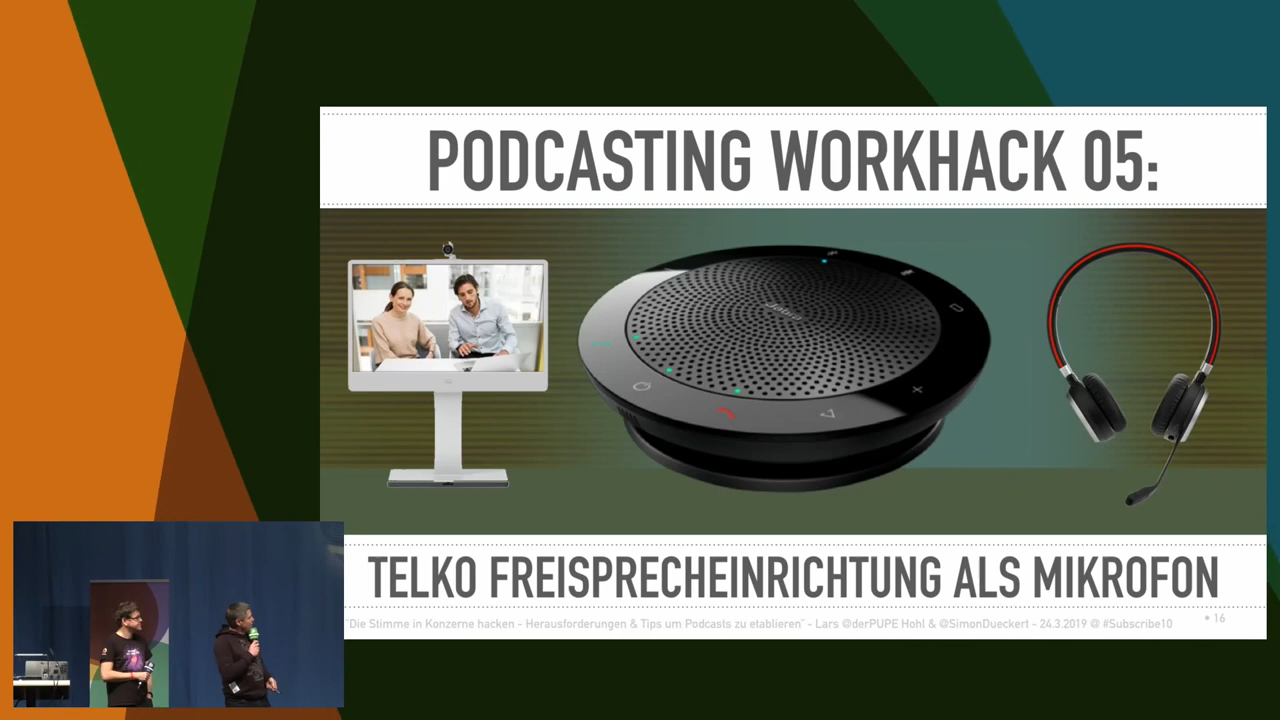 PODCASTING WORKHACK 05:
Jabra
TELKO FREISPRECHEINRICHTUNG ALS MIKROFON
"Die Stimme in Konzerne hacken - Herausforderungen & Tips um Podcasts zu etablieren" - Lars @derPUPE Hohl & @SimonDueckert - 24.3.2019 @ #Subscribe10
• 16